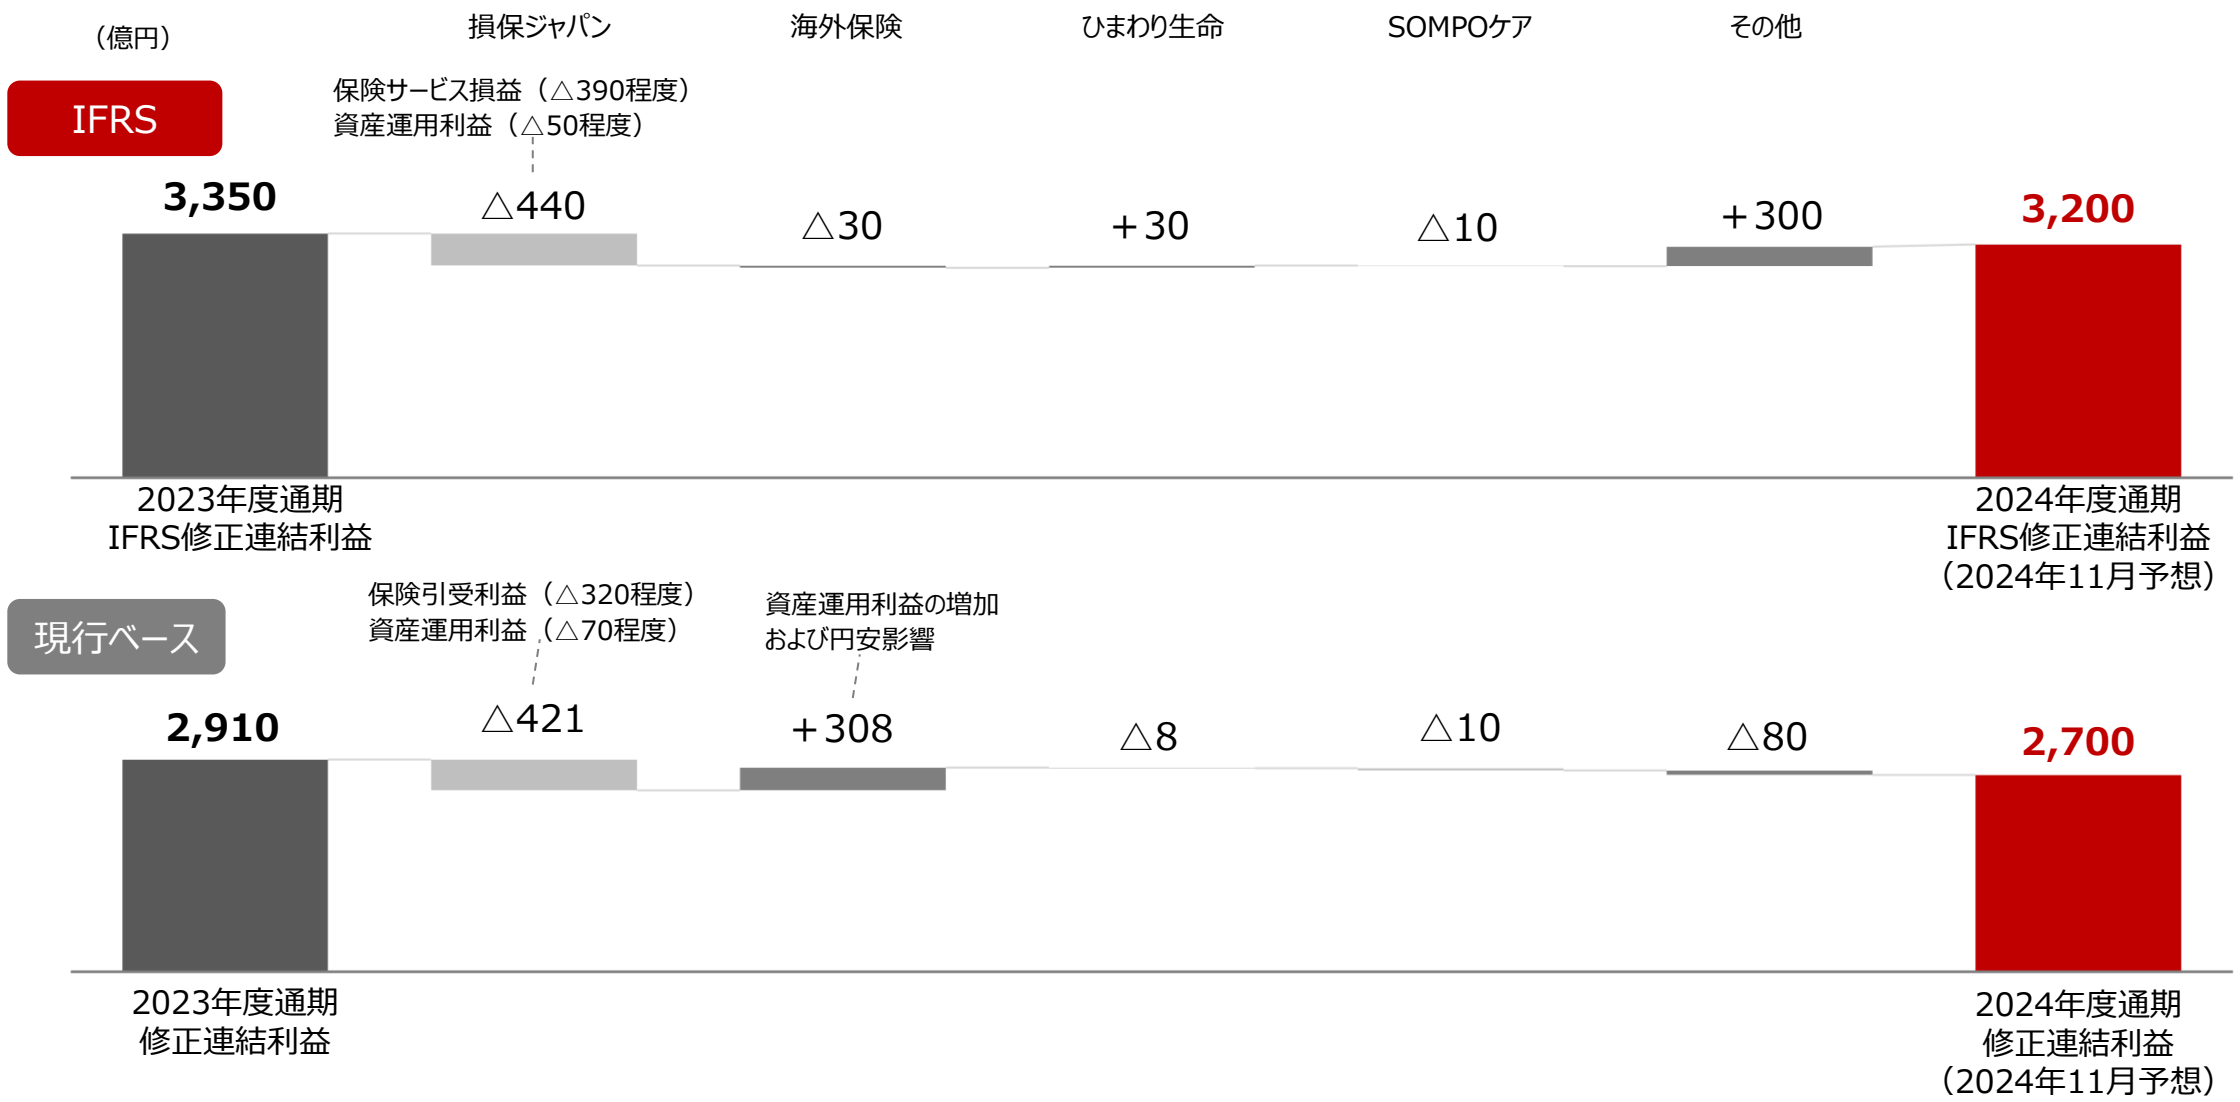 （億円）
損保ジャパン
海外保険
ひまわり生命
SOMPOケア
その他
IFRS
保険サービス損益（△390程度）
資産運用利益（△50程度）
3,350
△440
△30
＋30
△10
＋300
3,200
2023年度通期
IFRS修正連結利益
2024年度通期
IFRS修正連結利益
（2024年11月予想）
現行ベース
保険引受利益（△320程度）
資産運用利益（△70程度）
資産運用利益の増加
および円安影響
2,910
△421
＋308
△8
△10
△80
2,700
2023年度通期
修正連結利益
2024年度通期
修正連結利益
（2024年11月予想）